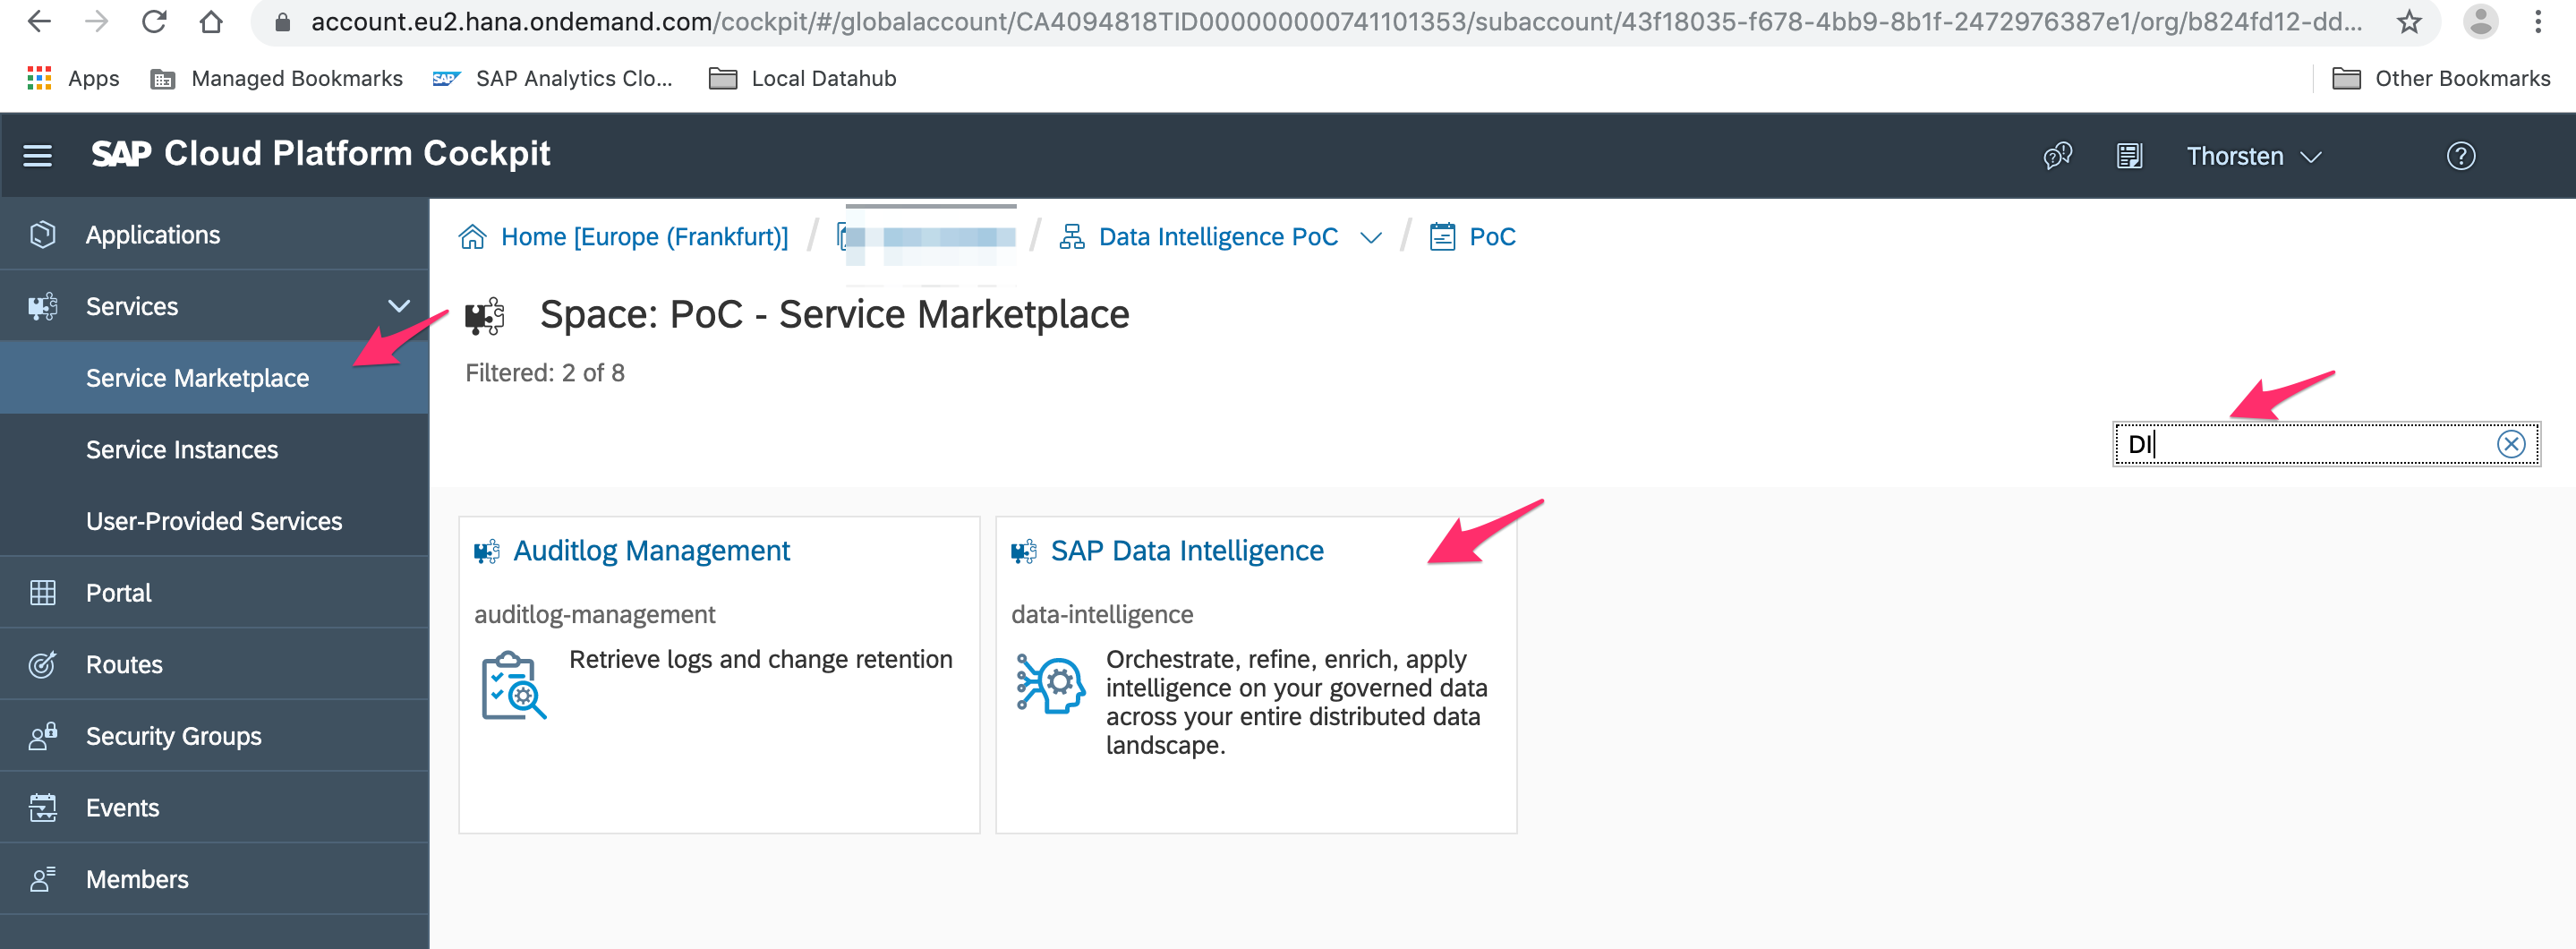 account.eu2.hana.ondemand.com/cockpit/#/globalaccount/CA4094818TID000000000741101353/subaccount/43f18035-f678-4bb9-8b1f-2472976387e1/org/b824fd12-dd...
Apps Managed Bookmarks SAP SAP Analytics Clo... Local Datahub Other Bookmarks
SAP Cloud Platform Cockpit Thorsten
Applications
Home [Europe (Frankfurt)] / / Data Intelligence PoC / PoC
Services
Space: PoC - Service Marketplace
Filtered: 2 of 8
Service Marketplace
DI
Service Instances
User-Provided Services
Portal
Routes
Security Groups
Events
Members
Auditlog Management
auditlog-management
Retrieve logs and change retention
SAP Data Intelligence
data-intelligence
Orchestrate, refine, enrich, apply
intelligence on your governed data
across your entire distributed data
landscape.